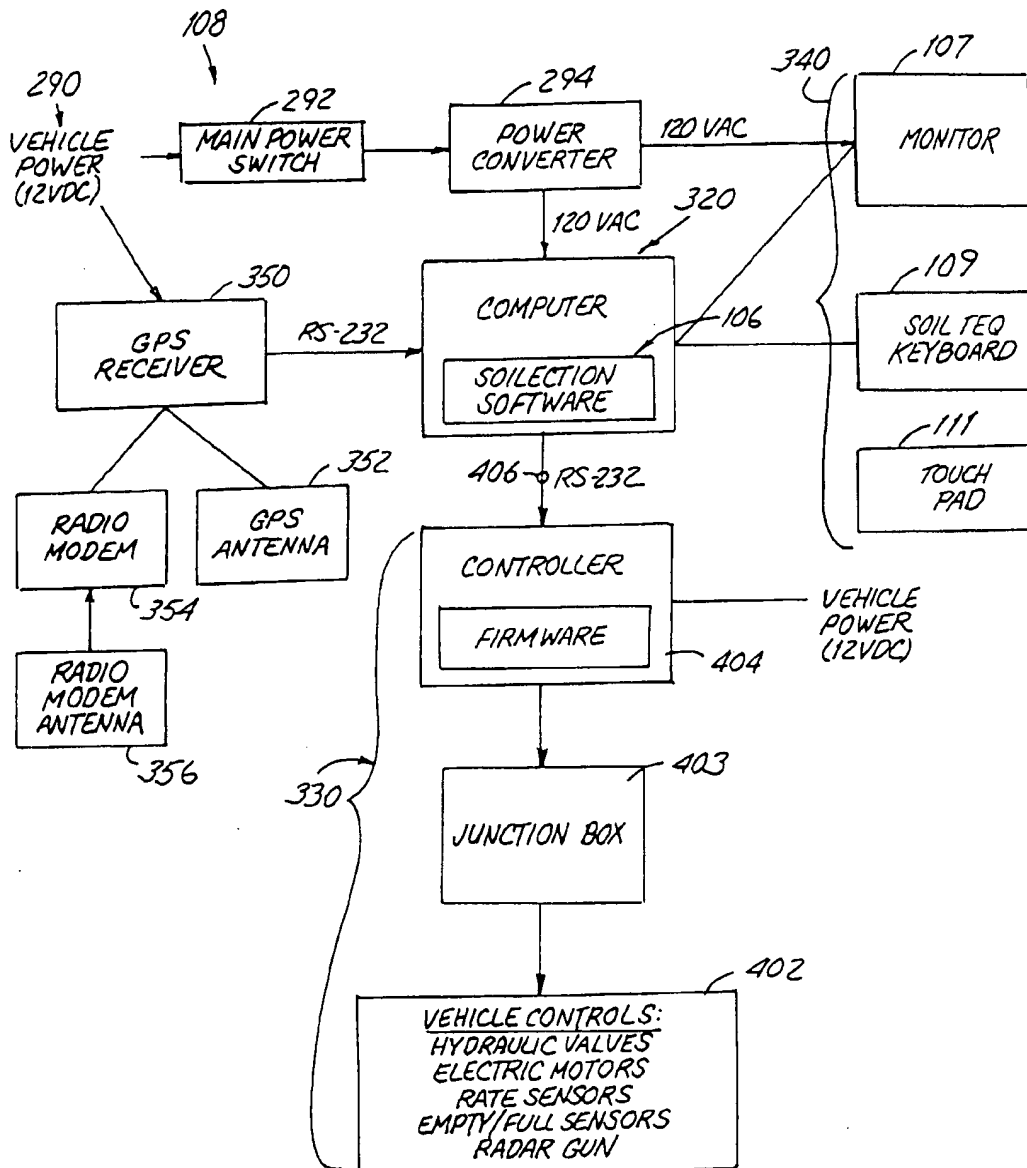 108
290
VEHICLE
POWER
(12VDC)
292
MAIN POWER
SWITCH
294
POWER
CONVERTER
120 VAC
340
107
MONITOR
120 VAC
320
350
GPS
RECEIVER
RS-232
COMPUTER
106
SOILECTION
SOFTWARE
109
SOIL TEQ
KEYBOARD
111
TOUCH
PAD
352
GPS
ANTENNA
RADIO
MODEM
354
RADIO
MODEM
ANTENNA
356
406
RS-232
CONTROLLER
FIRMWARE
404
VEHICLE
POWER
(12VDC)
330
403
JUNCTION BOX
402
VEHICLE CONTROLS:
HYDRAULIC VALVES
ELECTRIC MOTORS
RATE SENSORS
EMPTY/FULL SENSORS
RADAR GUN